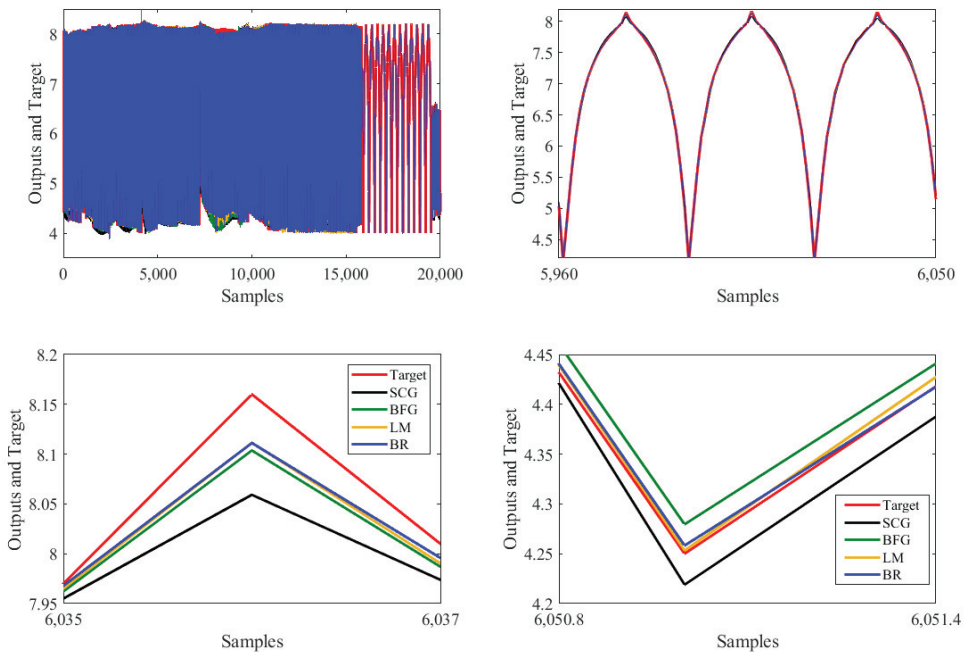 Outputs and Target
8
7
6
5
4
0
5,000
10,000
15,000
20,000
Samples
Outputs and Target
8
7.5
7
6.5
6
5.5
5
4.5
5,960
6,050
Samples
Outputs and Target
8.2
8.15
8.1
8.05
8
7.95
6,035
6,037
Samples
Target
SCG
BFG
LM
BR
Outputs and Target
4.45
4.4
4.35
4.3
4.25
4.2
6,050.8
6,051.4
Samples
Target
SCG
BFG
LM
BR